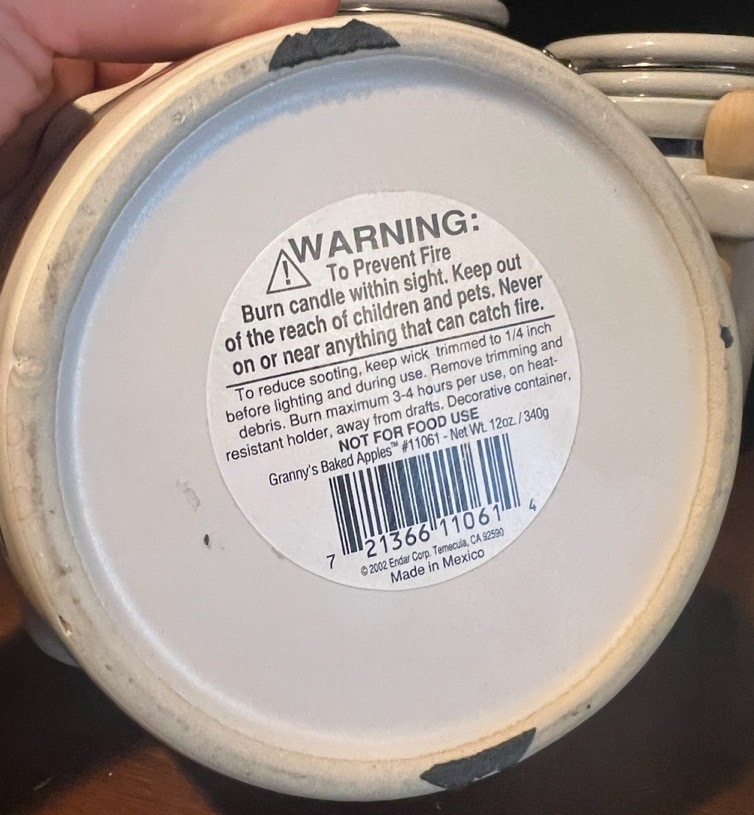 WARNING:
To Prevent Fire
Burn candle within sight. Keep out
of the reach of children and pets. Never
on or near anything that can catch fire.
To reduce sooting, keep wick trimmed to 1/4 inch
before lighting and during use. Remove trimming and
debris. Burn maximum 3-4 hours per use, on heat-
resistant holder, away from drafts. Decorative container,
NOT FOR FOOD USE
Granny's Baked Apples™ #11061 - Net Wt. 12oz. / 340g
7 21366 11061 4
© 2002 Endar Corp. Temecula, CA 92590
Made in Mexico